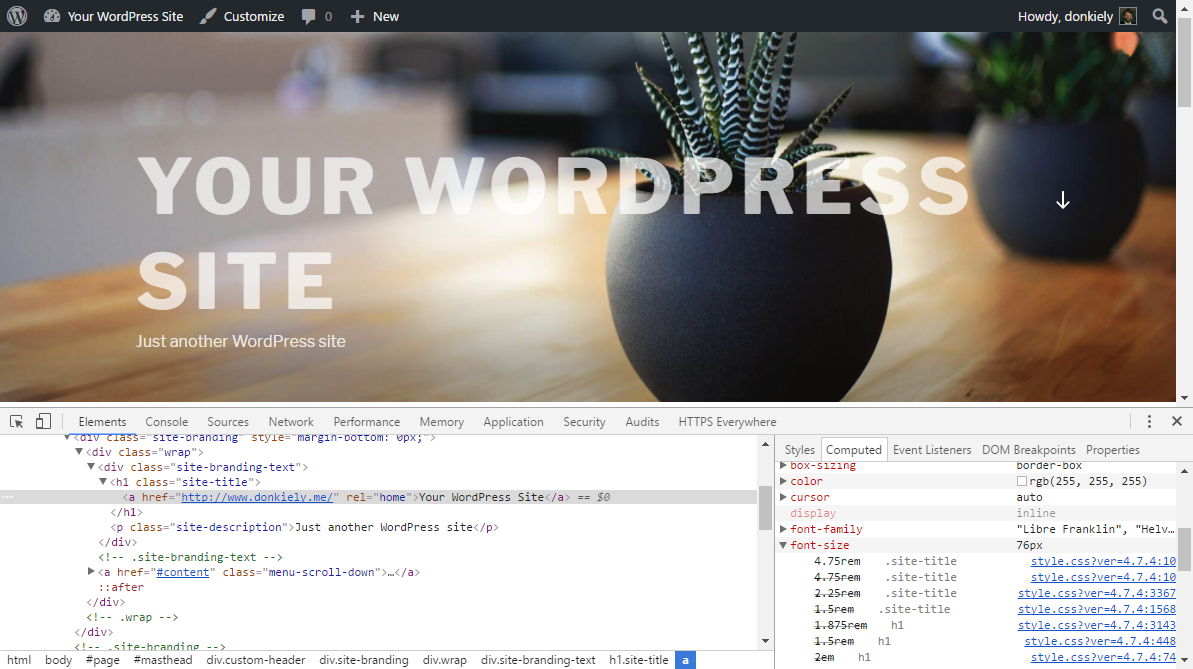 Your WordPress Site Customize 0 New Howdy, donkiely
YOUR WORDPRESS
SITE
Just another WordPress site
Elements Console Sources Network Performance Memory Application Security Audits HTTPS Everywhere
<div class="site-branding" style="margin-bottom: 0px;">
<div class="wrap">
<div class="site-branding-text">
<h1 class="site-title">
<a href="http://www.donkiely.me/" rel="home">Your WordPress Site</a> == $0
</h1>
<p class="site-description">Just another WordPress site</p>
</div>
<!-- .site-branding-text -->
<a href="#content" class="menu-scroll-down">…</a>
::after
</div>
<!-- .wrap -->
</div>
<!-- .site-branding -->
html body #page #masthead div.custom-header div.site-branding div.wrap div.site-branding-text h1.site-title a
Styles Computed Event Listeners DOM Breakpoints Properties
box-sizing border-box
color rgb(255, 255, 255)
cursor auto
display inline
font-family "Libre Franklin", "Helv…
font-size 76px
4.75rem .site-title style.css?ver=4.7.4:10
4.75rem .site-title style.css?ver=4.7.4:10
2.25rem .site-title style.css?ver=4.7.4:3367
1.5rem .site-title style.css?ver=4.7.4:1568
1.875rem h1 style.css?ver=4.7.4:3143
1.5rem h1 style.css?ver=4.7.4:448
2em h1 style.css?ver=4.7.4:74